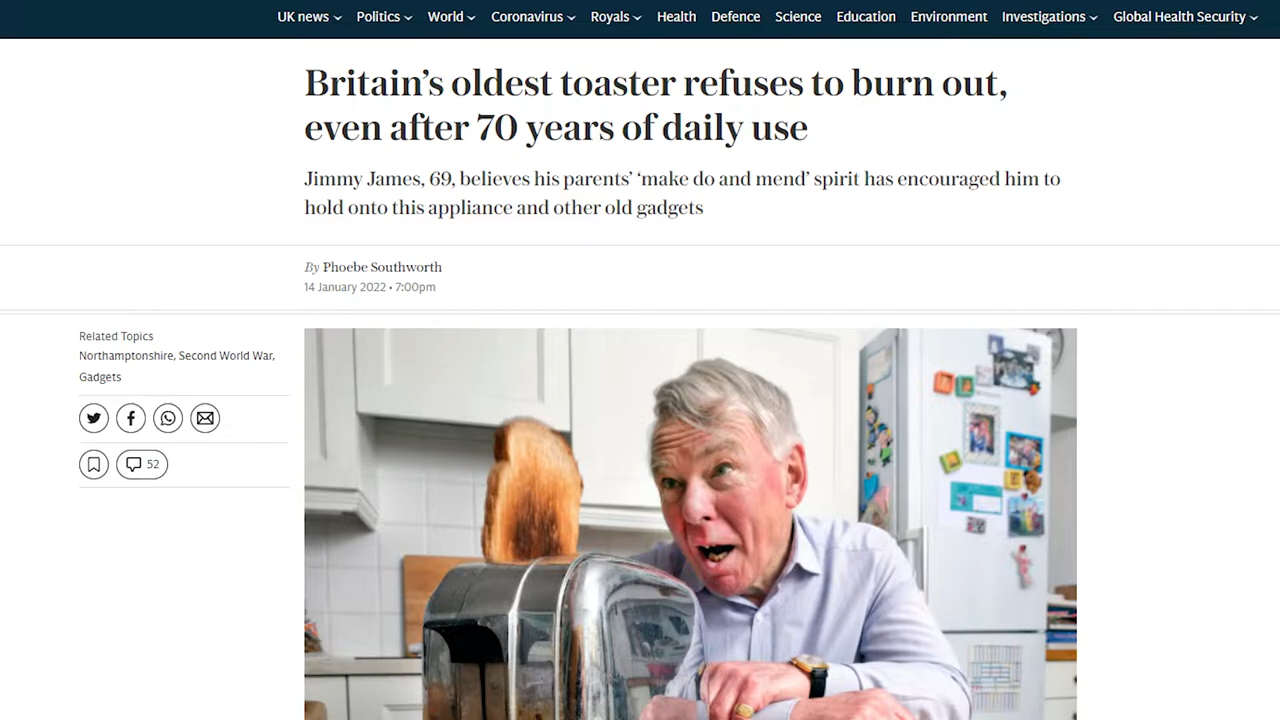 UK news Politics World Coronavirus Royals Health Defence Science Education Environment Investigations Global Health Security
Britain’s oldest toaster refuses to burn out,
even after 70 years of daily use
Jimmy James, 69, believes his parents’ ‘make do and mend’ spirit has encouraged him to
hold onto this appliance and other old gadgets
By Phoebe Southworth
14 January 2022 • 7:00pm
Related Topics
Northamptonshire, Second World War,
Gadgets
52